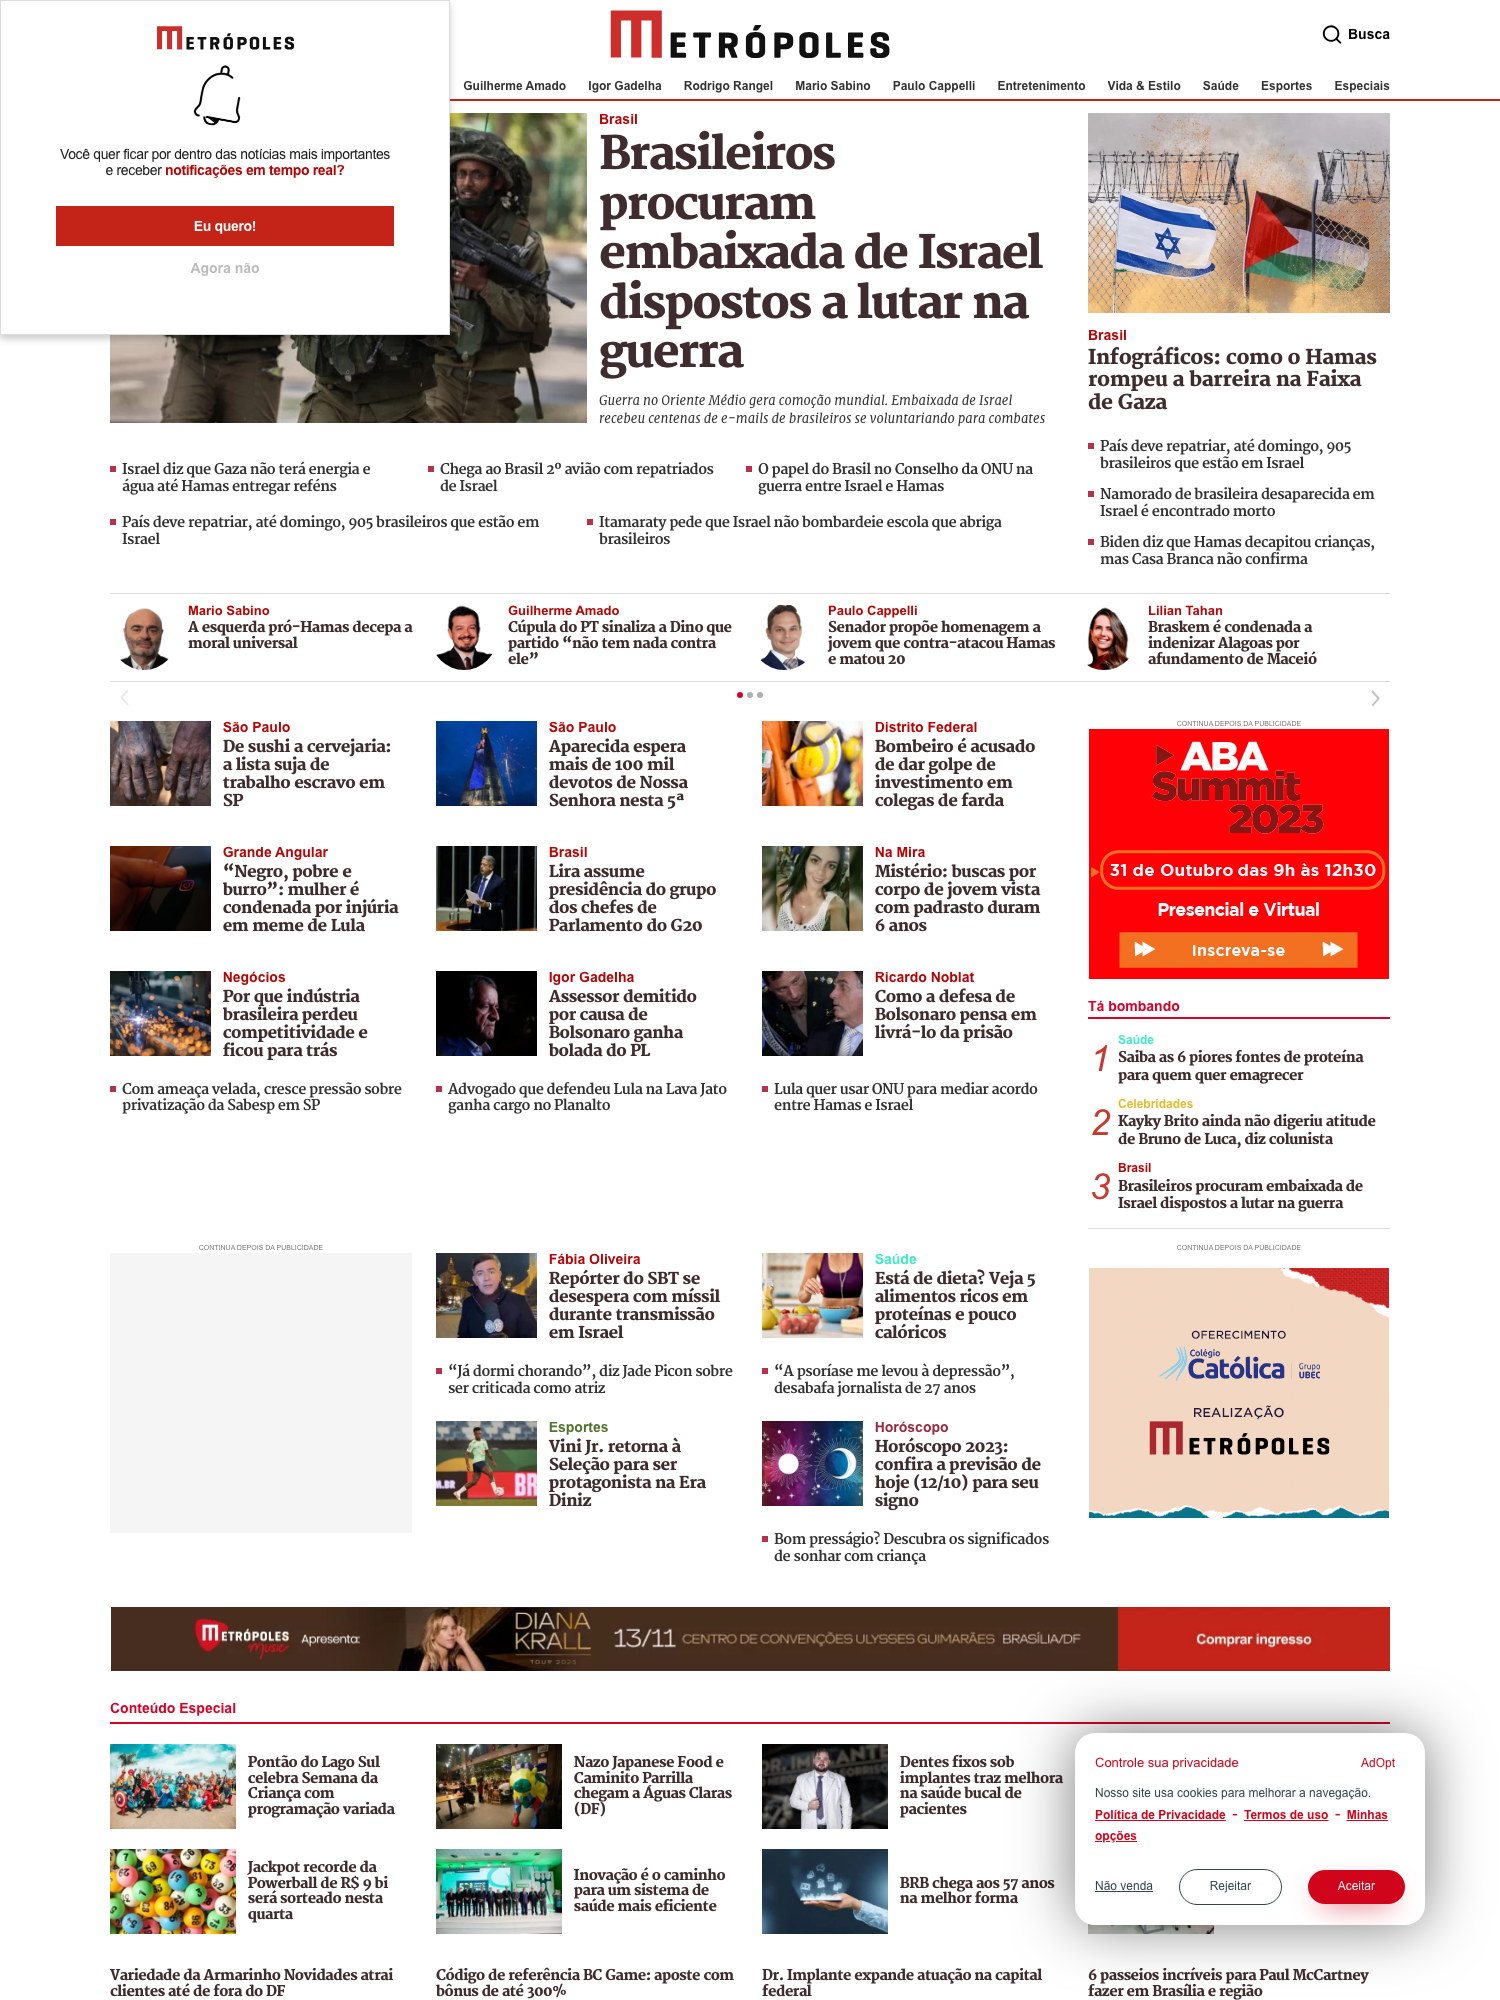 METRÓPOLES
Você quer ficar por dentro das notícias mais importantes
e receber notificações em tempo real?
Eu quero!
Agora não
METRÓPOLES
Busca
Guilherme Amado
Igor Gadelha
Rodrigo Rangel
Mario Sabino
Paulo Cappelli
Entretenimento
Vida & Estilo
Saúde
Esportes
Especiais
Brasil
Brasileiros
procuram
embaixada de Israel
dispostos a lutar na
guerra
Guerra no Oriente Médio gera comoção mundial. Embaixada de Israel
recebeu centenas de e-mails de brasileiros se voluntariando para combates
Brasil
Infográficos: como o Hamas
rompeu a barreira na Faixa
de Gaza
País deve repatriar, até domingo, 905
brasileiros que estão em Israel
Namorado de brasileira desaparecida em
Israel é encontrado morto
Biden diz que Hamas decapitou crianças,
mas Casa Branca não confirma
Israel diz que Gaza não terá energia e
água até Hamas entregar reféns
Chega ao Brasil 2º avião com repatriados
de Israel
O papel do Brasil no Conselho da ONU na
guerra entre Israel e Hamas
País deve repatriar, até domingo, 905 brasileiros que estão em
Israel
Itamaraty pede que Israel não bombardeie escola que abriga
brasileiros
Mario Sabino
A esquerda pró-Hamas decepa a
moral universal
Guilherme Amado
Cúpula do PT sinaliza a Dino que
partido “não tem nada contra
ele”
Paulo Cappelli
Senador propõe homenagem a
jovem que contra-atacou Hamas
e matou 20
Lilian Tahan
Braskem é condenada a
indenizar Alagoas por
afundamento de Maceió
São Paulo
De sushi a cervejaria:
a lista suja de
trabalho escravo em
SP
São Paulo
Aparecida espera
mais de 100 mil
devotos de Nossa
Senhora nesta 5ª
Distrito Federal
Bombeiro é acusado
de dar golpe de
investimento em
colegas de farda
Grande Angular
“Negro, pobre e
burro”: mulher é
condenada por injúria
em meme de Lula
Brasil
Lira assume
presidência do grupo
dos chefes de
Parlamento do G20
Na Mira
Mistério: buscas por
corpo de jovem vista
com padrasto duram
6 anos
Negócios
Por que indústria
brasileira perdeu
competitividade e
ficou para trás
Igor Gadelha
Assessor demitido
por causa de
Bolsonaro ganha
bolada do PL
Ricardo Noblat
Como a defesa de
Bolsonaro pensa em
livrá-lo da prisão
Com ameaça velada, cresce pressão sobre
privatização da Sabesp em SP
Advogado que defendeu Lula na Lava Jato
ganha cargo no Planalto
Lula quer usar ONU para mediar acordo
entre Hamas e Israel
CONTINUA DEPOIS DA PUBLICIDADE
ABA
Summit
2023
31 de Outubro das 9h às 12h30
Presencial e Virtual
Inscreva-se
Tá bombando
1
Saúde
Saiba as 6 piores fontes de proteína
para quem quer emagrecer
2
Celebridades
Kayky Brito ainda não digeriu atitude
de Bruno de Luca, diz colunista
3
Brasil
Brasileiros procuram embaixada de
Israel dispostos a lutar na guerra
CONTINUA DEPOIS DA PUBLICIDADE
Fábia Oliveira
Repórter do SBT se
desespera com míssil
durante transmissão
em Israel
“Já dormi chorando”, diz Jade Picon sobre
ser criticada como atriz
Saúde
Está de dieta? Veja 5
alimentos ricos em
proteínas e pouco
calóricos
“A psoríase me levou à depressão”,
desabafa jornalista de 27 anos
Esportes
Vini Jr. retorna à
Seleção para ser
protagonista na Era
Diniz
Horóscopo
Horóscopo 2023:
confira a previsão de
hoje (12/10) para seu
signo
Bom presságio? Descubra os significados
de sonhar com criança
CONTINUA DEPOIS DA PUBLICIDADE
OFERECIMENTO
Colégio
Católica
Grupo
UBEC
REALIZAÇÃO
METRÓPOLES
METRÓPOLES
music
Apresenta:
DIANA
KRALL
TOUR 2023
13/11 CENTRO DE CONVENÇÕES ULYSSES GUIMARÃES BRASÍLIA/DF
Comprar ingresso
Conteúdo Especial
Pontão do Lago Sul
celebra Semana da
Criança com
programação variada
Nazo Japanese Food e
Caminito Parrilla
chegam a Águas Claras
(DF)
Dentes fixos sob
implantes traz melhora
na saúde bucal de
pacientes
Jackpot recorde da
Powerball de R$ 9 bi
será sorteado nesta
quarta
Inovação é o caminho
para um sistema de
saúde mais eficiente
BRB chega aos 57 anos
na melhor forma
Controle sua privacidade
AdOpt
Nosso site usa cookies para melhorar a navegação.
Política de Privacidade - Termos de uso - Minhas
opções
Não venda
Rejeitar
Aceitar
Variedade da Armarinho Novidades atrai
clientes até de fora do DF
Código de referência BC Game: aposte com
bônus de até 300%
Dr. Implante expande atuação na capital
federal
6 passeios incríveis para Paul McCartney
fazer em Brasília e região